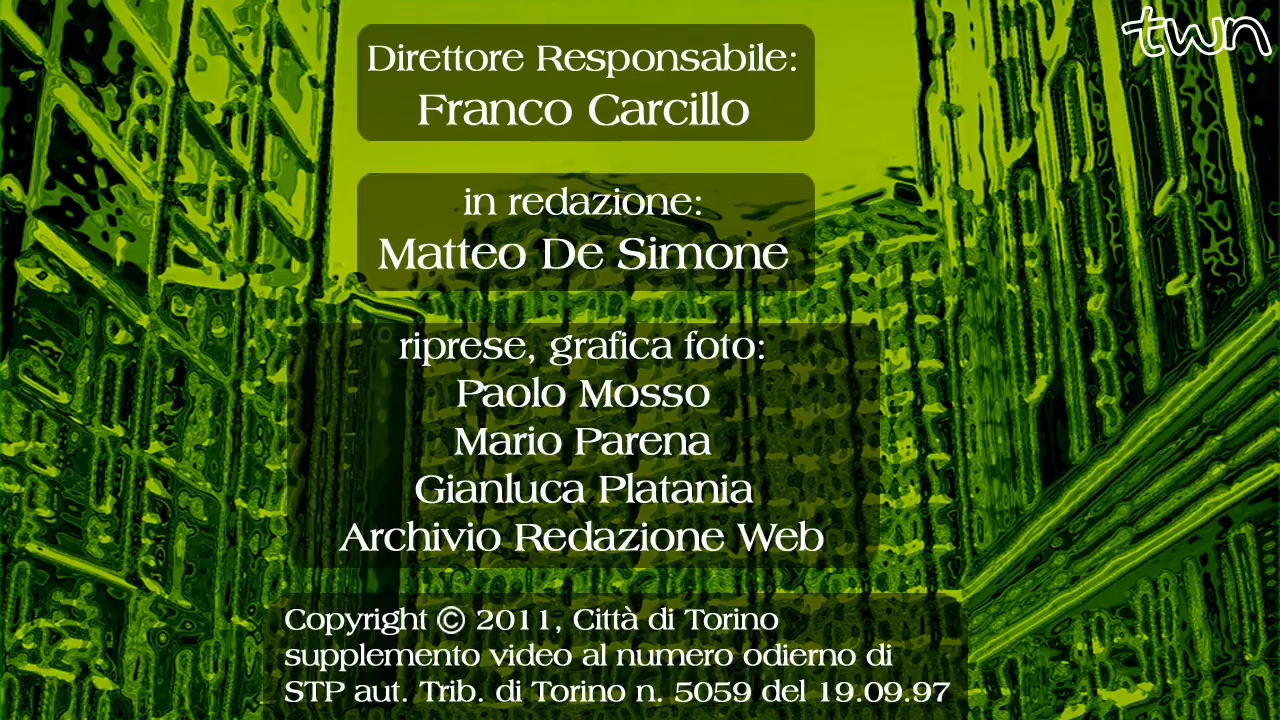 twn
Direttore Responsabile:
Franco Carcillo
in redazione:
Matteo De Simone
riprese, grafica foto:
Paolo Mosso
Mario Parena
Gianluca Platania
Archivio Redazione Web
Copyright © 2011, Città di Torino
supplemento video al numero odierno di
STP aut. Trib. di Torino n. 5059 del 19.09.97